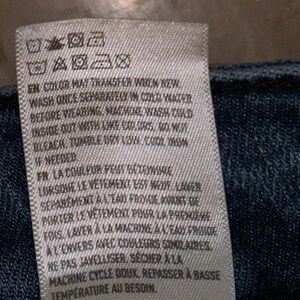 EN: COLOR MAY TRANSFER WHEN NEW.
WASH ONCE SEPARATELY IN COLD WATER
BEFORE WEARING. MACHINE WASH COLD
INSIDE OUT WITH LIKE COLORS. DO NOT
BLEACH. TUMBLE DRY LOW. COOL IRON
IF NEEDED.
FR: LA COULEUR PEUT DÉTEINDRE
LORSQUE LE VÊTEMENT EST NEUF. LAVER
SÉPARÉMENT À L'EAU FROIDE AVANT DE
PORTER LE VÊTEMENT POUR LA PREMIÈRE
FOIS. LAVER À LA MACHINE À L'EAU FROIDE
À L'ENVERS AVEC COULEURS SIMILAIRES.
NE PAS JAVELLISER. SÉCHER À LA
MACHINE CYCLE DOUX. REPASSER À BASSE
TEMPÉRATURE AU BESOIN.